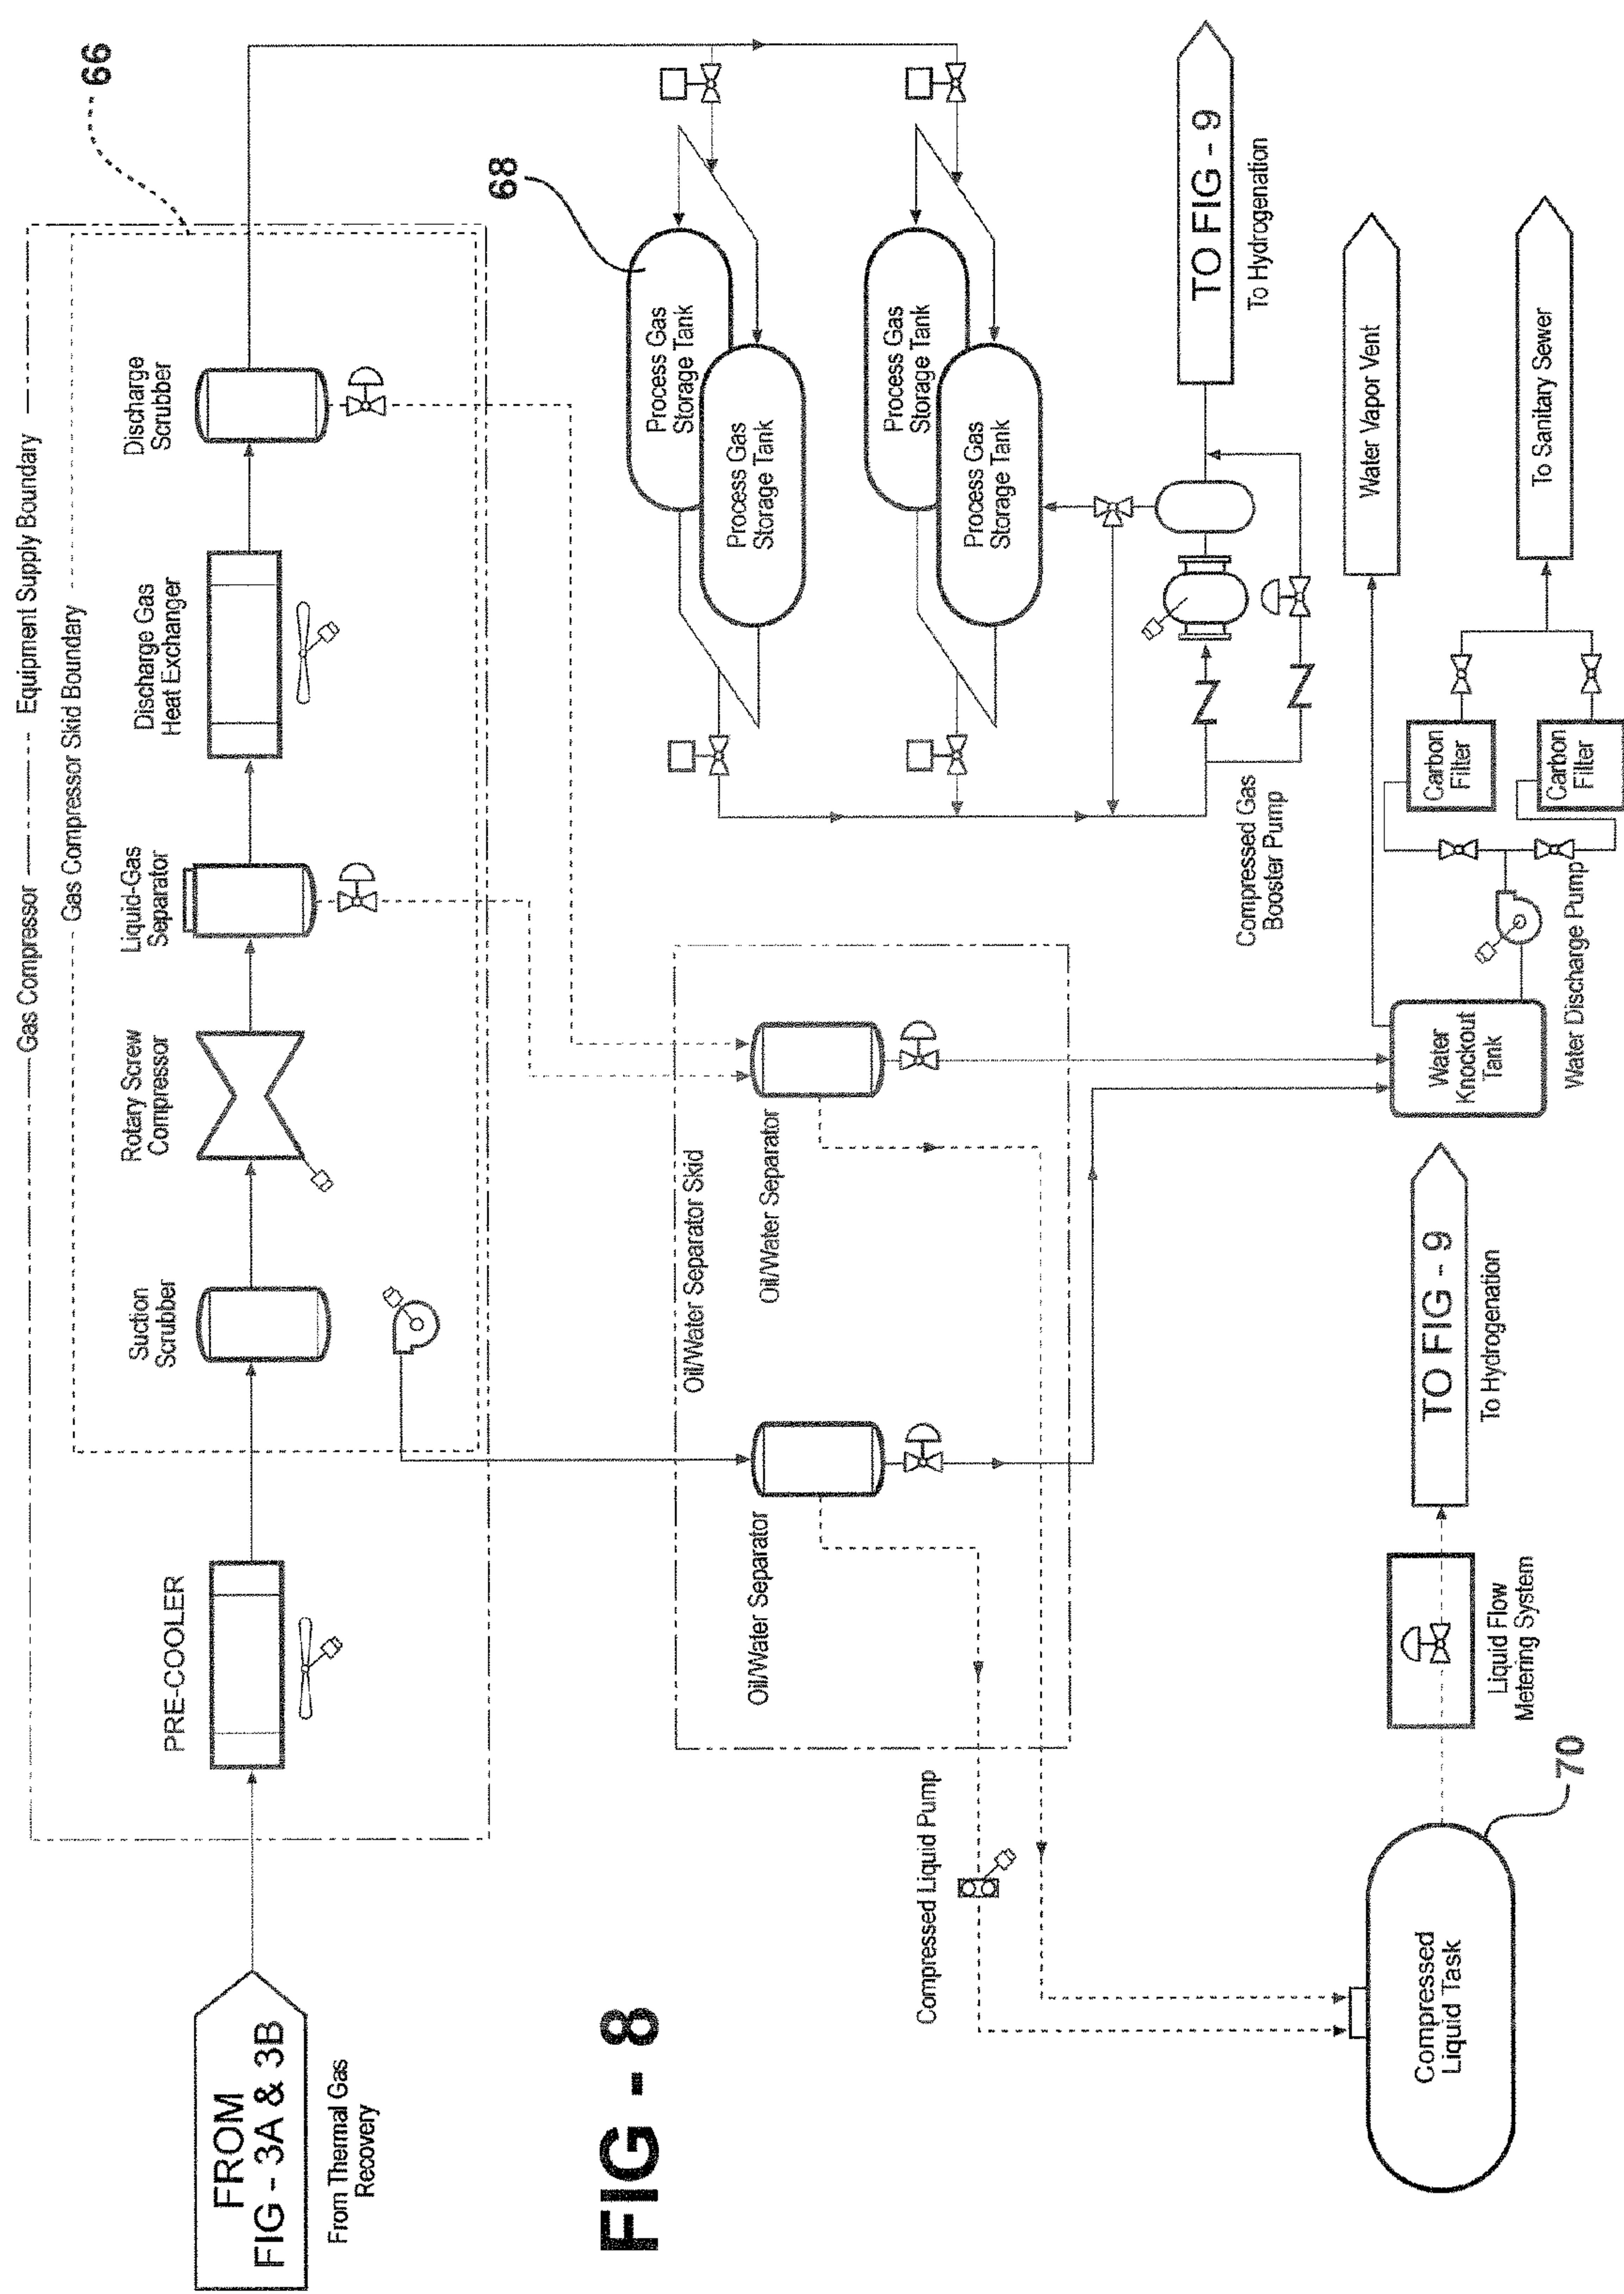 Gas Compressor
Equipment Supply Boundary
Gas Compressor Skid Boundary
66
FROM
FIG - 3A & 3B
From Thermal Gas
Recovery
PRE-COOLER
Suction
Scrubber
Rotary Screw
Compressor
Liquid-Gas
Separator
Discharge Gas
Heat Exchanger
Discharge
Scrubber
68
Process Gas
Storage Tank
Process Gas
Storage Tank
Process Gas
Storage Tank
Process Gas
Storage Tank
Oil/Water Separator Skid
Oil/Water Separator
Oil/Water Separator
Compressed Gas
Booster Pump
TO FIG - 9
To Hydrogenation
Water Vapor Vent
To Sanitary Sewer
Carbon
Filter
Carbon
Filter
Water
Knockout
Tank
Water Discharge Pump
Compressed Liquid Pump
Compressed
Liquid Task
70
Liquid Flow
Metering System
TO FIG - 9
To Hydrogenation
FIG - 8